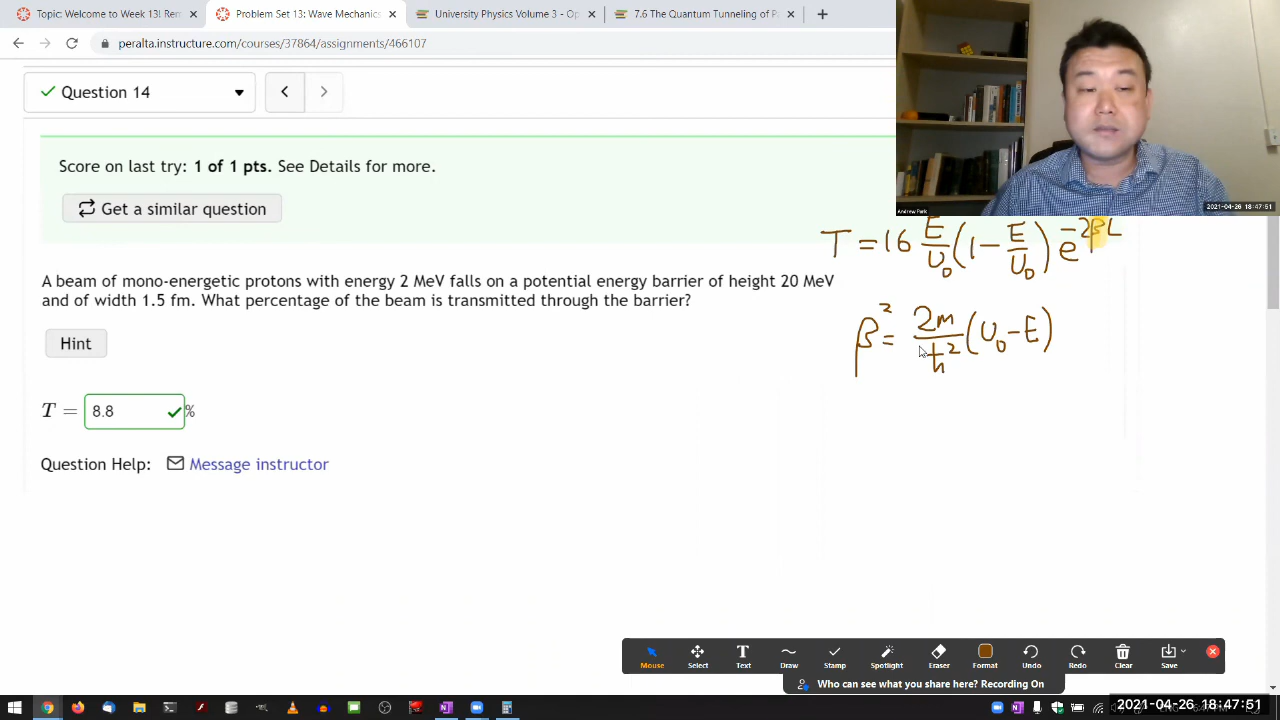 Topic: Welcome to Week 13! Rem
Problem Set 13: Wave Mechanics
University Physics Volume 3 - Op
7.6 The Quantum Tunneling of P
peralta.instructure.com/courses/37864/assignments/466107
Question 14
Score on last try: 1 of 1 pts. See Details for more.
Get a similar question
A beam of mono-energetic protons with energy 2 MeV falls on a potential energy barrier of height 20 MeV
and of width 1.5 fm. What percentage of the beam is transmitted through the barrier?
Hint
T = 8.8 %
Question Help: Message instructor
Andrew Park
2021-04-26 18:47:51
T = 16 E/U₀ (1 − E/U₀) e^−2βL
β² = 2m/ħ² (U₀ − E)
Mouse Select Text Draw Stamp Spotlight Eraser Format Undo Redo Clear Save
Who can see what you share here? Recording On
2021-04-26 18:47:51